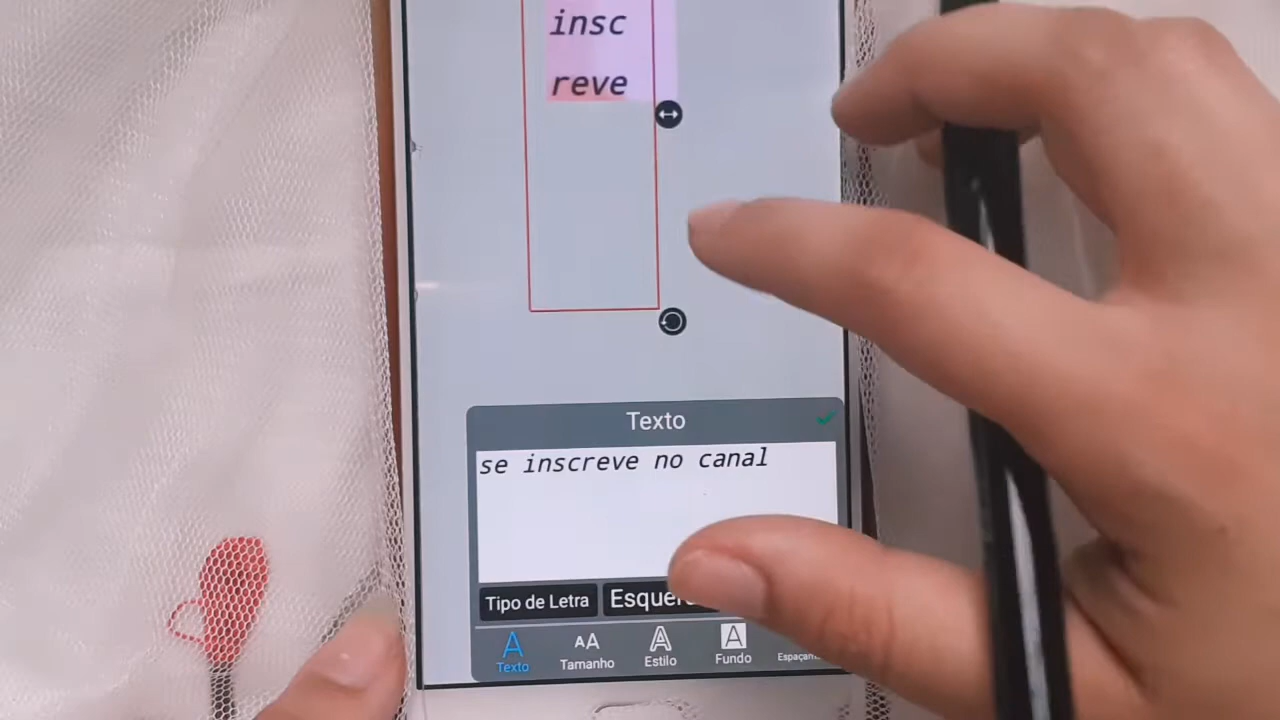 insc
reve
Texto
se inscreve no canal
Tipo de Letra
Texto
Tamanho
Estilo
Fundo